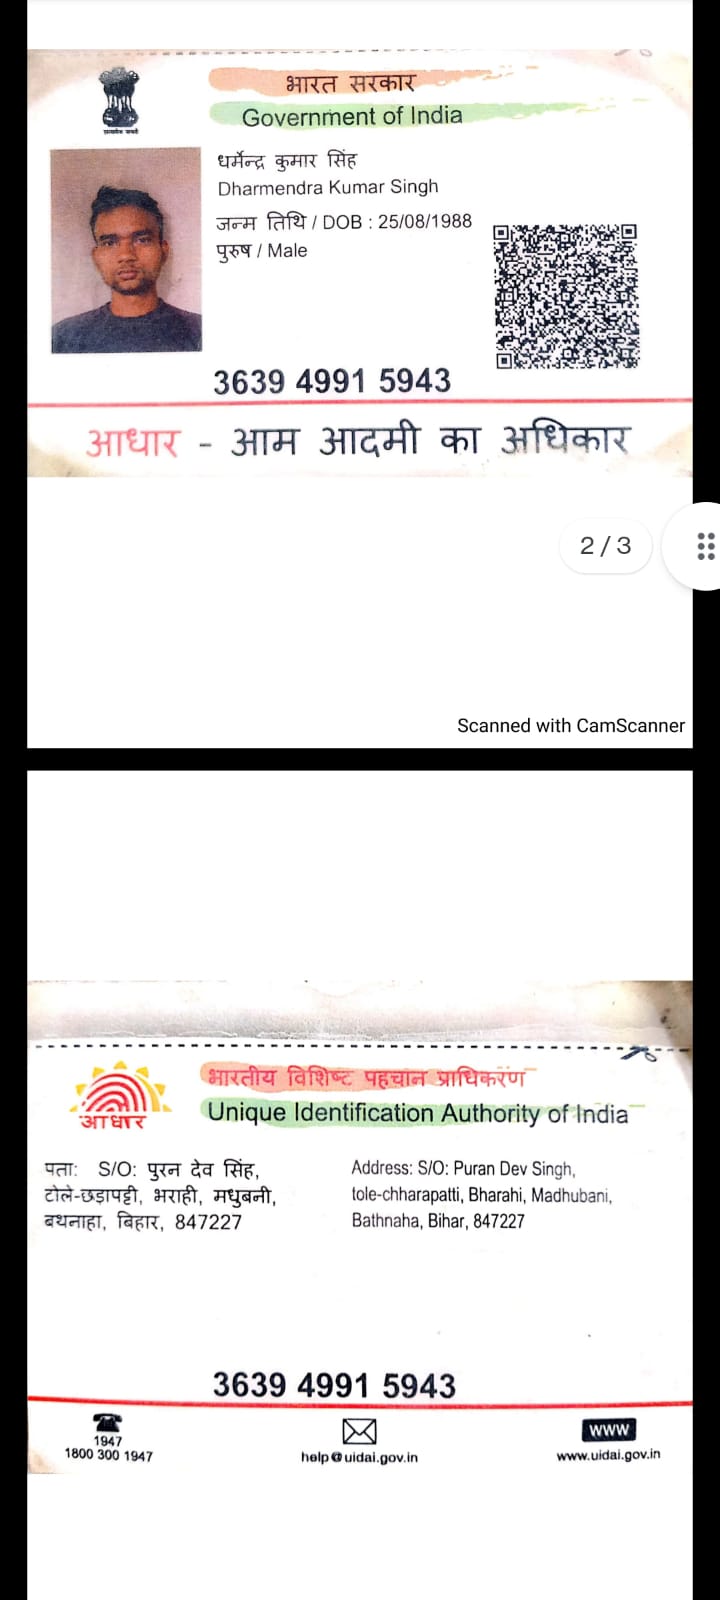 भारत सरकार
Government of India
धर्मेन्द्र कुमार सिंह
Dharmendra Kumar Singh
जन्म तिथि / DOB : 25/08/1988
पुरुष / Male
3639 4991 5943
आधार - आम आदमी का अधिकार
2 / 3
Scanned with CamScanner
भारतीय विशिष्ट पहचान प्राधिकरण
आधार
Unique Identification Authority of India
पता: S/O: पुरन देव सिंह,
टोले-छड़ापट्टी, भराही, मधुबनी,
बथनाहा, बिहार, 847227
Address: S/O: Puran Dev Singh,
tole-chharapatti, Bharahi, Madhubani,
Bathnaha, Bihar, 847227
3639 4991 5943
1947
1800 300 1947
help@uidai.gov.in
www
www.uidai.gov.in